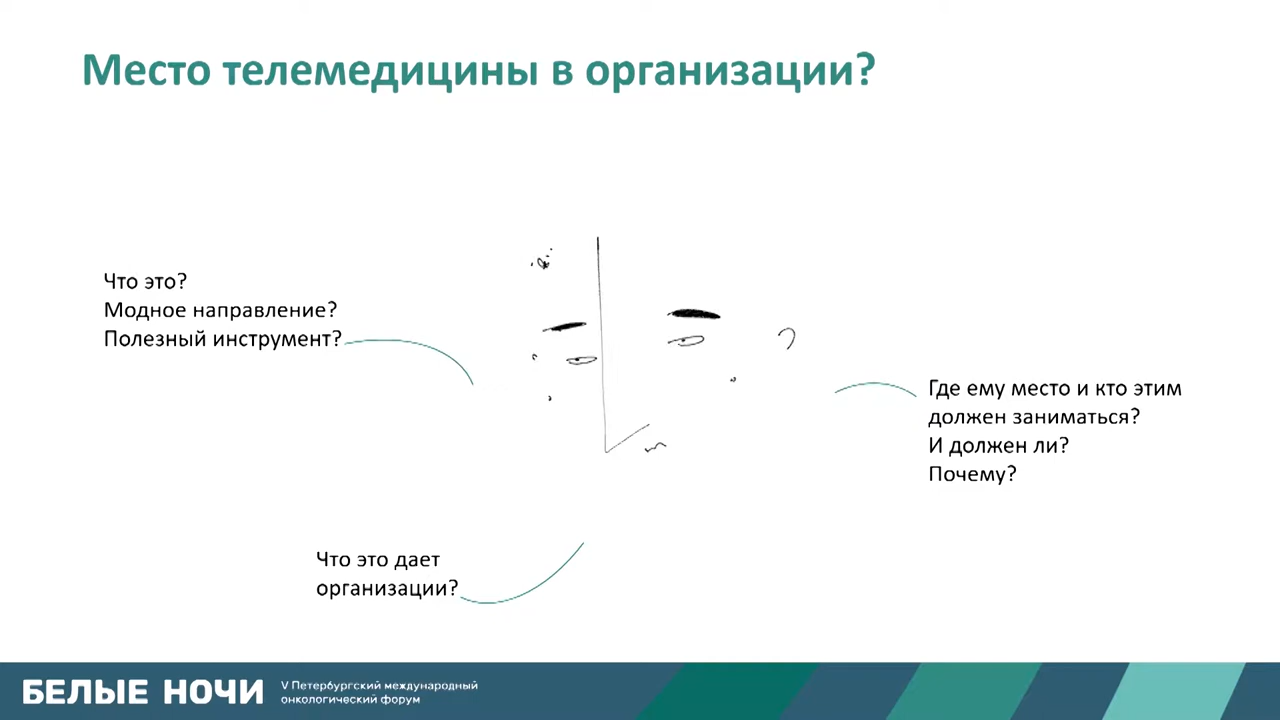 Место телемедицины в организации?
Что это?
Модное направление?
Полезный инструмент?
Где ему место и кто этим
должен заниматься?
И должен ли?
Почему?
Что это дает
организации?
БЕЛЫЕ НОЧИ
V Петербургский международный
онкологический форум